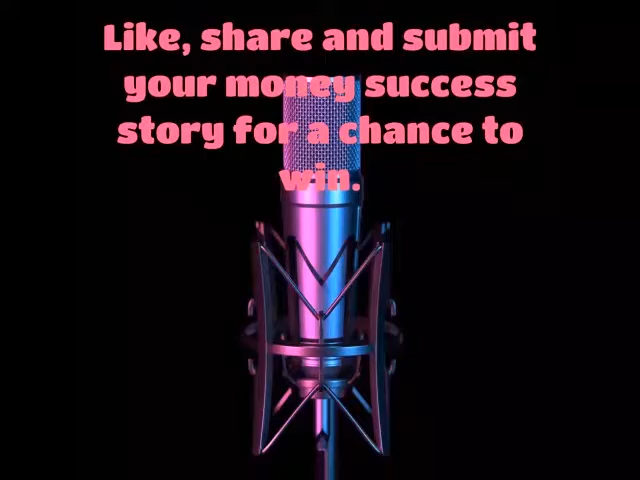 Like, share and submit
your money success
story for a chance to
win.